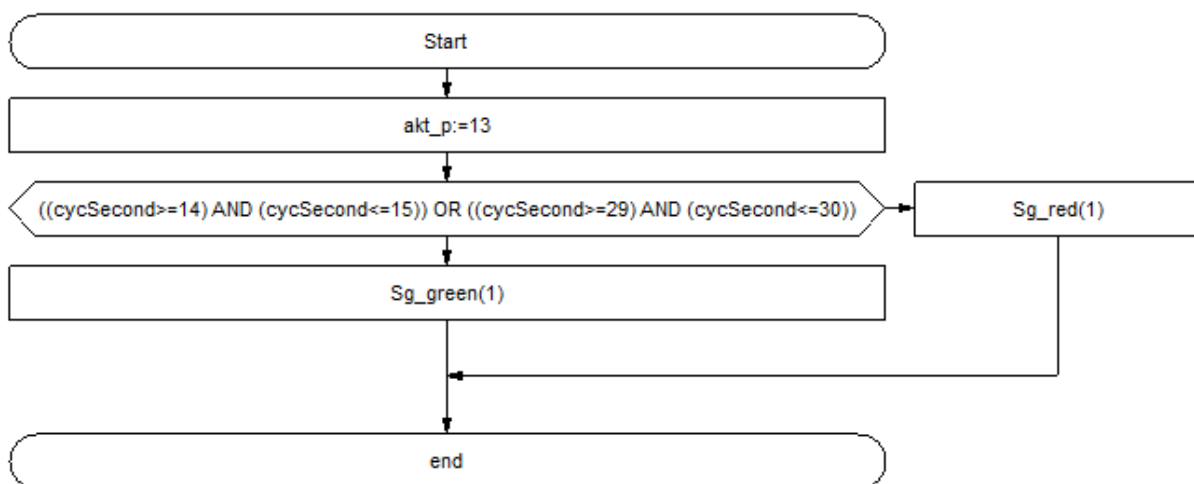 Start
akt_p:=13
((cycSecond>=14) AND (cycSecond<=15)) OR ((cycSecond>=29) AND (cycSecond<=30))
Sg_red(1)
Sg_green(1)
end